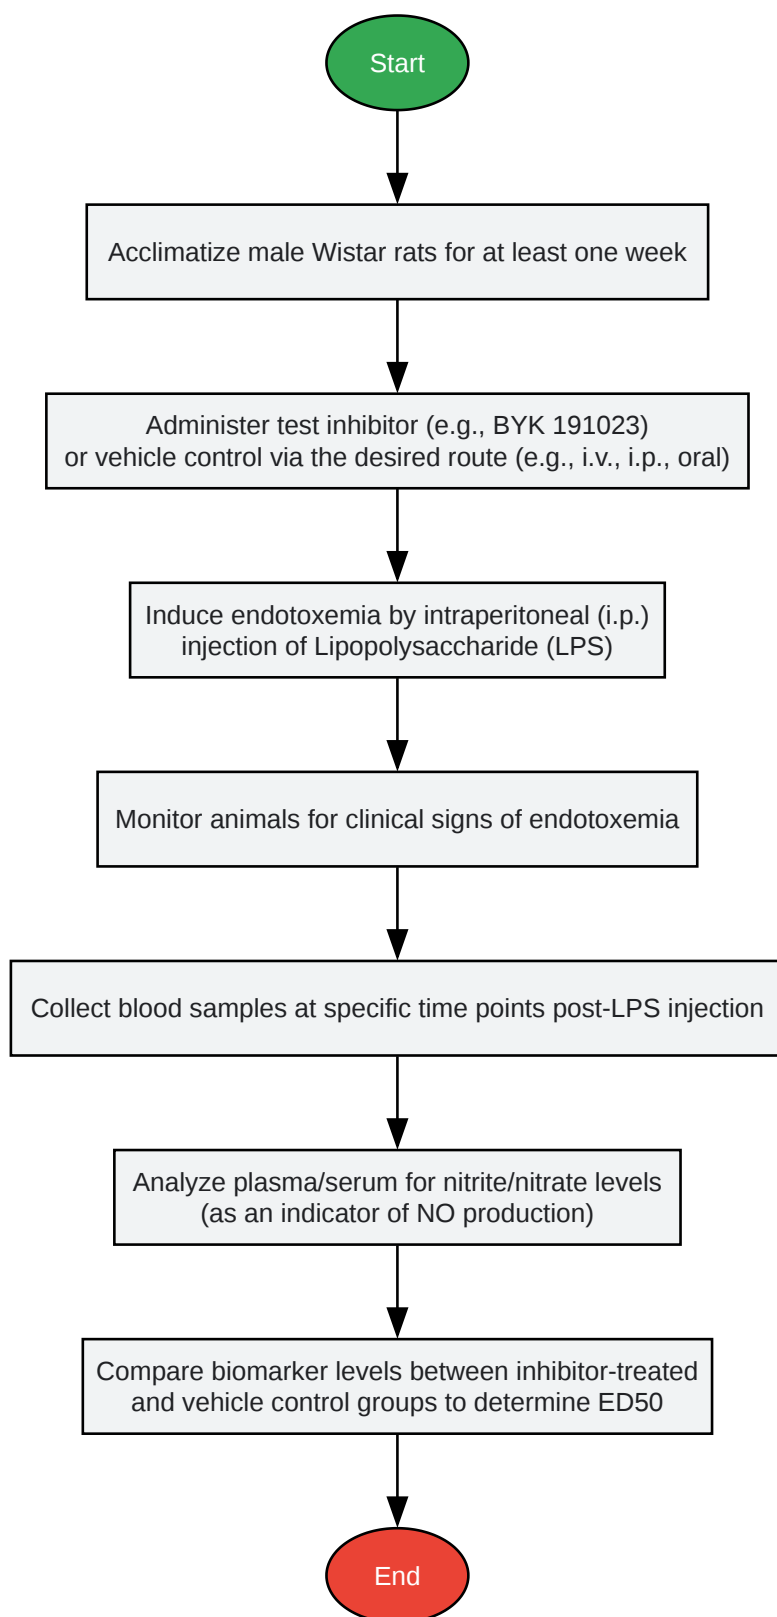 Start
Acclimatize male Wistar rats for at least one week
Administer test inhibitor (e.g., BYK 191023)
or vehicle control via the desired route (e.g., i.v., i.p., oral)
Induce endotoxemia by intraperitoneal (i.p.)
injection of Lipopolysaccharide (LPS)
Monitor animals for clinical signs of endotoxemia
Collect blood samples at specific time points post-LPS injection
Analyze plasma/serum for nitrite/nitrate levels
(as an indicator of NO production)
Compare biomarker levels between inhibitor-treated
and vehicle control groups to determine ED50
End